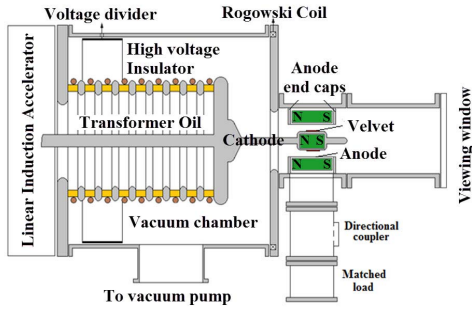 Voltage divider
Rogowski Coil
High voltage
Insulator
Anode
end caps
Linear Induction Accelerator
Transformer Oil
N S
Velvet
Cathode
N S
Anode
N S
Viewing window
Vacuum chamber
Directional
coupler
Matched
load
To vacuum pump